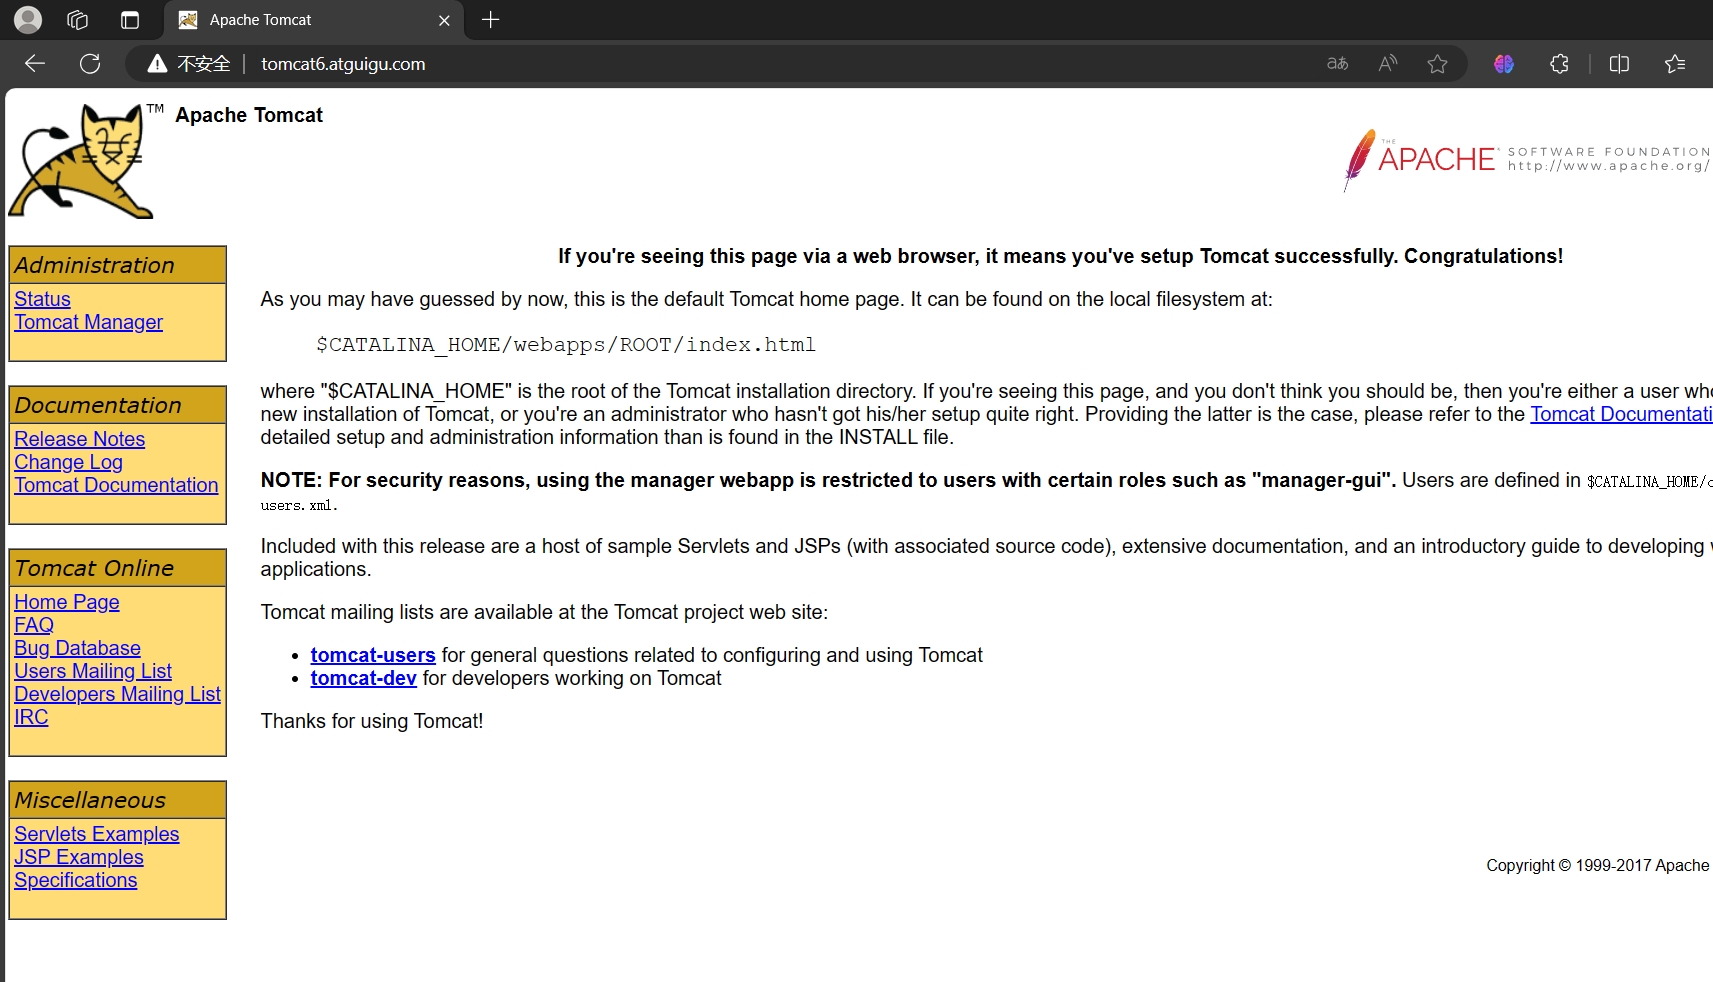 Apache Tomcat
不安全 tomcat6.atguigu.com
TM Apache Tomcat
THE APACHE® SOFTWARE FOUNDATION
http://www.apache.org/
Administration
Status
Tomcat Manager
Documentation
Release Notes
Change Log
Tomcat Documentation
Tomcat Online
Home Page
FAQ
Bug Database
Users Mailing List
Developers Mailing List
IRC
Miscellaneous
Servlets Examples
JSP Examples
Specifications
If you're seeing this page via a web browser, it means you've setup Tomcat successfully. Congratulations!
As you may have guessed by now, this is the default Tomcat home page. It can be found on the local filesystem at:
$CATALINA_HOME/webapps/ROOT/index.html
where "$CATALINA_HOME" is the root of the Tomcat installation directory. If you're seeing this page, and you don't think you should be, then you're either a user
new installation of Tomcat, or you're an administrator who hasn't got his/her setup quite right. Providing the latter is the case, please refer to the Tomcat Documentati
detailed setup and administration information than is found in the INSTALL file.
NOTE: For security reasons, using the manager webapp is restricted to users with certain roles such as "manager-gui". Users are defined in $CATALINA_HOME/
users.xml.
Included with this release are a host of sample Servlets and JSPs (with associated source code), extensive documentation, and an introductory guide to developing
applications.
Tomcat mailing lists are available at the Tomcat project web site:
• tomcat-users for general questions related to configuring and using Tomcat
• tomcat-dev for developers working on Tomcat
Thanks for using Tomcat!
Copyright © 1999-2017 Apache